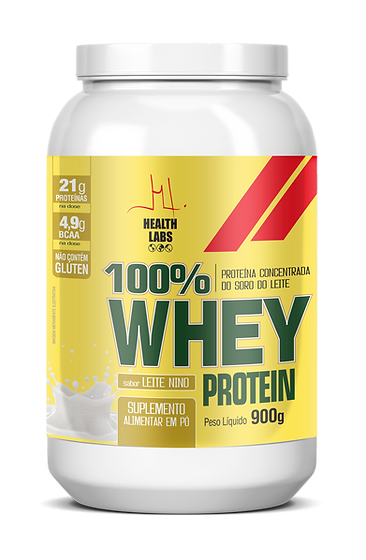 21g
PROTEÍNAS
na dose
4,9g
BCAA
na dose
NÃO CONTÉM
GLÚTEN
HEALTH
LABS
100%
PROTEÍNA CONCENTRADA
DO SORO DO LEITE
WHEY
sabor LEITE NINO
PROTEIN
SUPLEMENTO
ALIMENTAR EM PÓ
Peso Líquido 900g